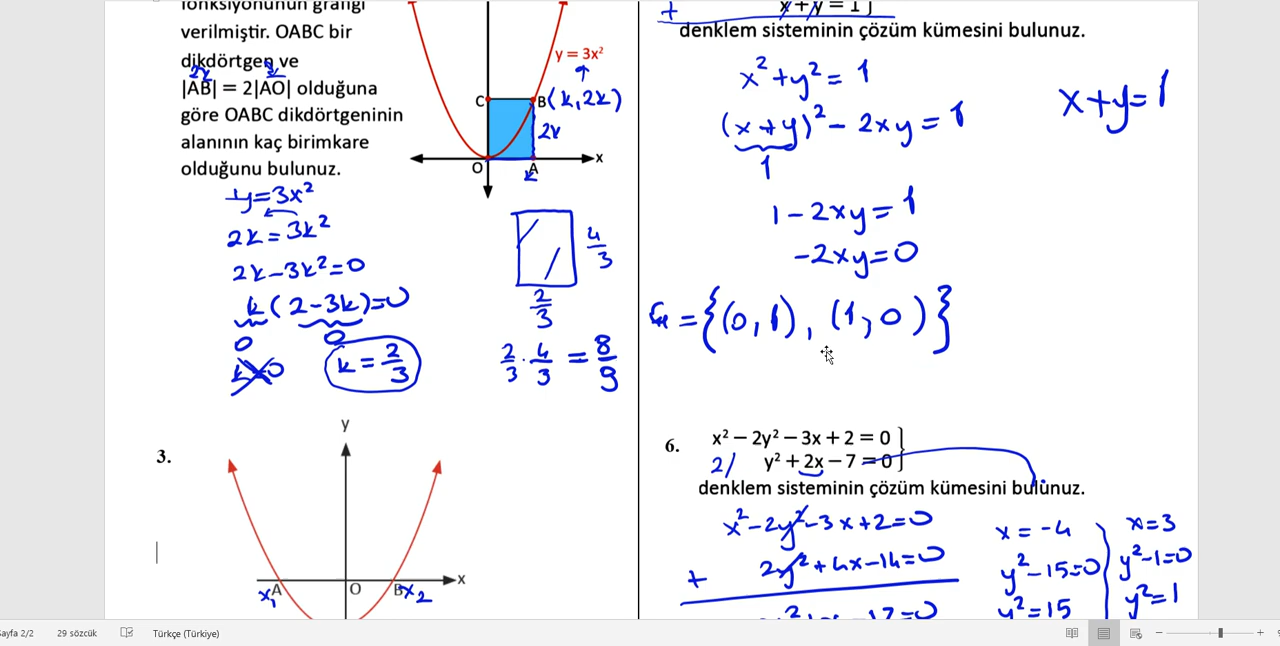 fonksiyonunun grafiği
verilmiştir. OABC bir
dikdörtgen ve
2k k
|AB| = 2|AO| olduğuna
göre OABC dikdörtgeninin
alanının kaç birimkare
olduğunu bulunuz.
y = 3x²
C B(k, 2k)
2k
O A x
k
y = 3x²
2k = 3k²
2k − 3k² = 0
k(2 − 3k) = 0
0 0
k = 2/3
4/3
2/3
2/3 · 4/3 = 8/9
3.
y
x₁ A O B x₂ x
+ x + y = 1}
denklem sisteminin çözüm kümesini bulunuz.
x² + y² = 1
x + y = 1
(x + y)² − 2xy = 1
1
1 − 2xy = 1
−2xy = 0
= {(0, 1), (1, 0)}
6. x² – 2y² – 3x + 2 = 0
2/ y² + 2x – 7 = 0}
denklem sisteminin çözüm kümesini bulunuz.
x² − 2y² − 3x + 2 = 0
+ 2y² + 4x − 14 = 0
x = −4
y² − 15 = 0
y² = 15
x = 3
y² − 1 = 0
y² = 1
Sayfa 2/2 29 sözcük Türkçe (Türkiye)